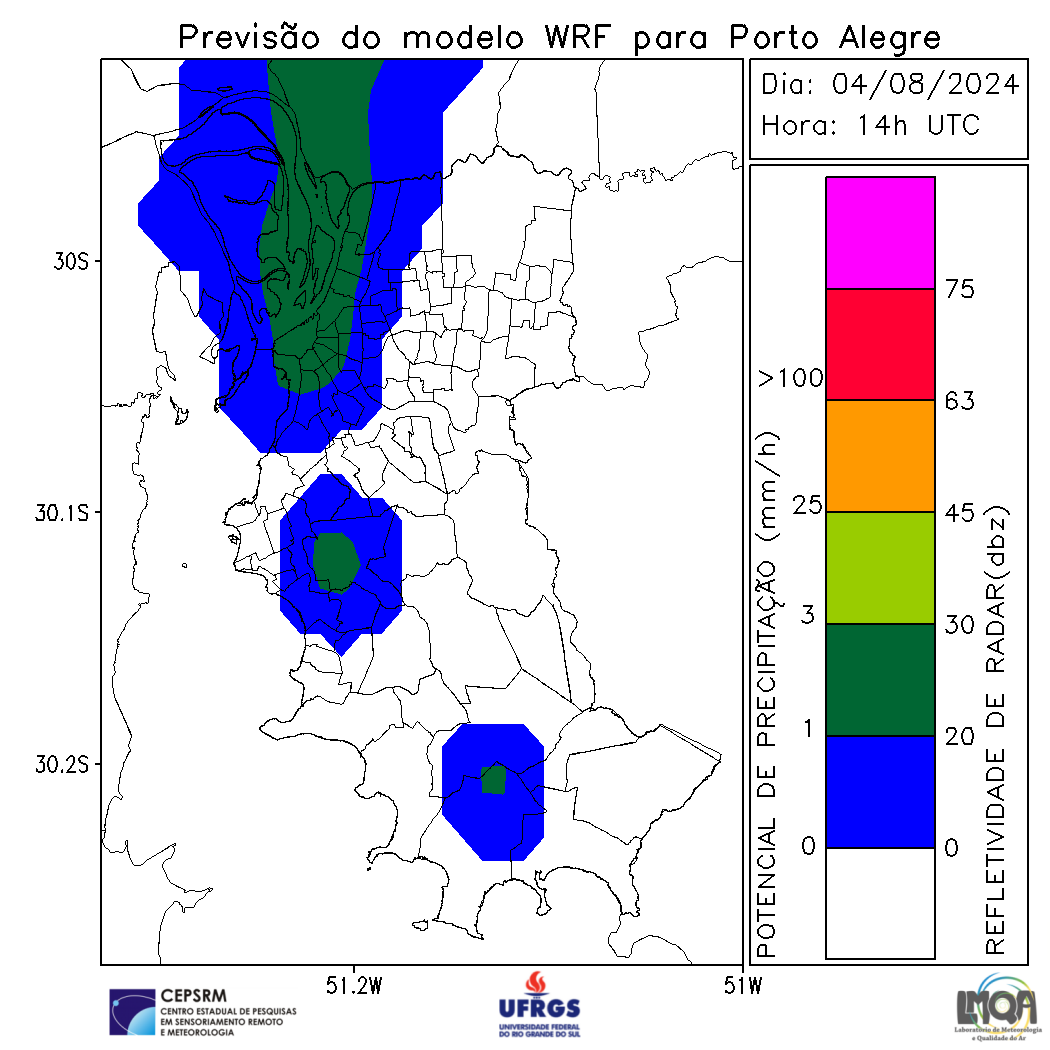 Previsão do modelo WRF para Porto Alegre
Dia: 04/08/2024
Hora: 14h UTC
30S
30.1S
30.2S
51.2W
51W
POTENCIAL DE PRECIPITAÇÃO (mm/h)
>100
25
3
1
0
75
63
45
30
20
0
REFLETIVIDADE DE RADAR(dbz)
CEPSRM
CENTRO ESTADUAL DE PESQUISAS
EM SENSORIAMENTO REMOTO
E METEOROLOGIA
UFRGS
UNIVERSIDADE FEDERAL
DO RIO GRANDE DO SUL
LMQA
Laboratório de Meteorologia
e Qualidade do Ar